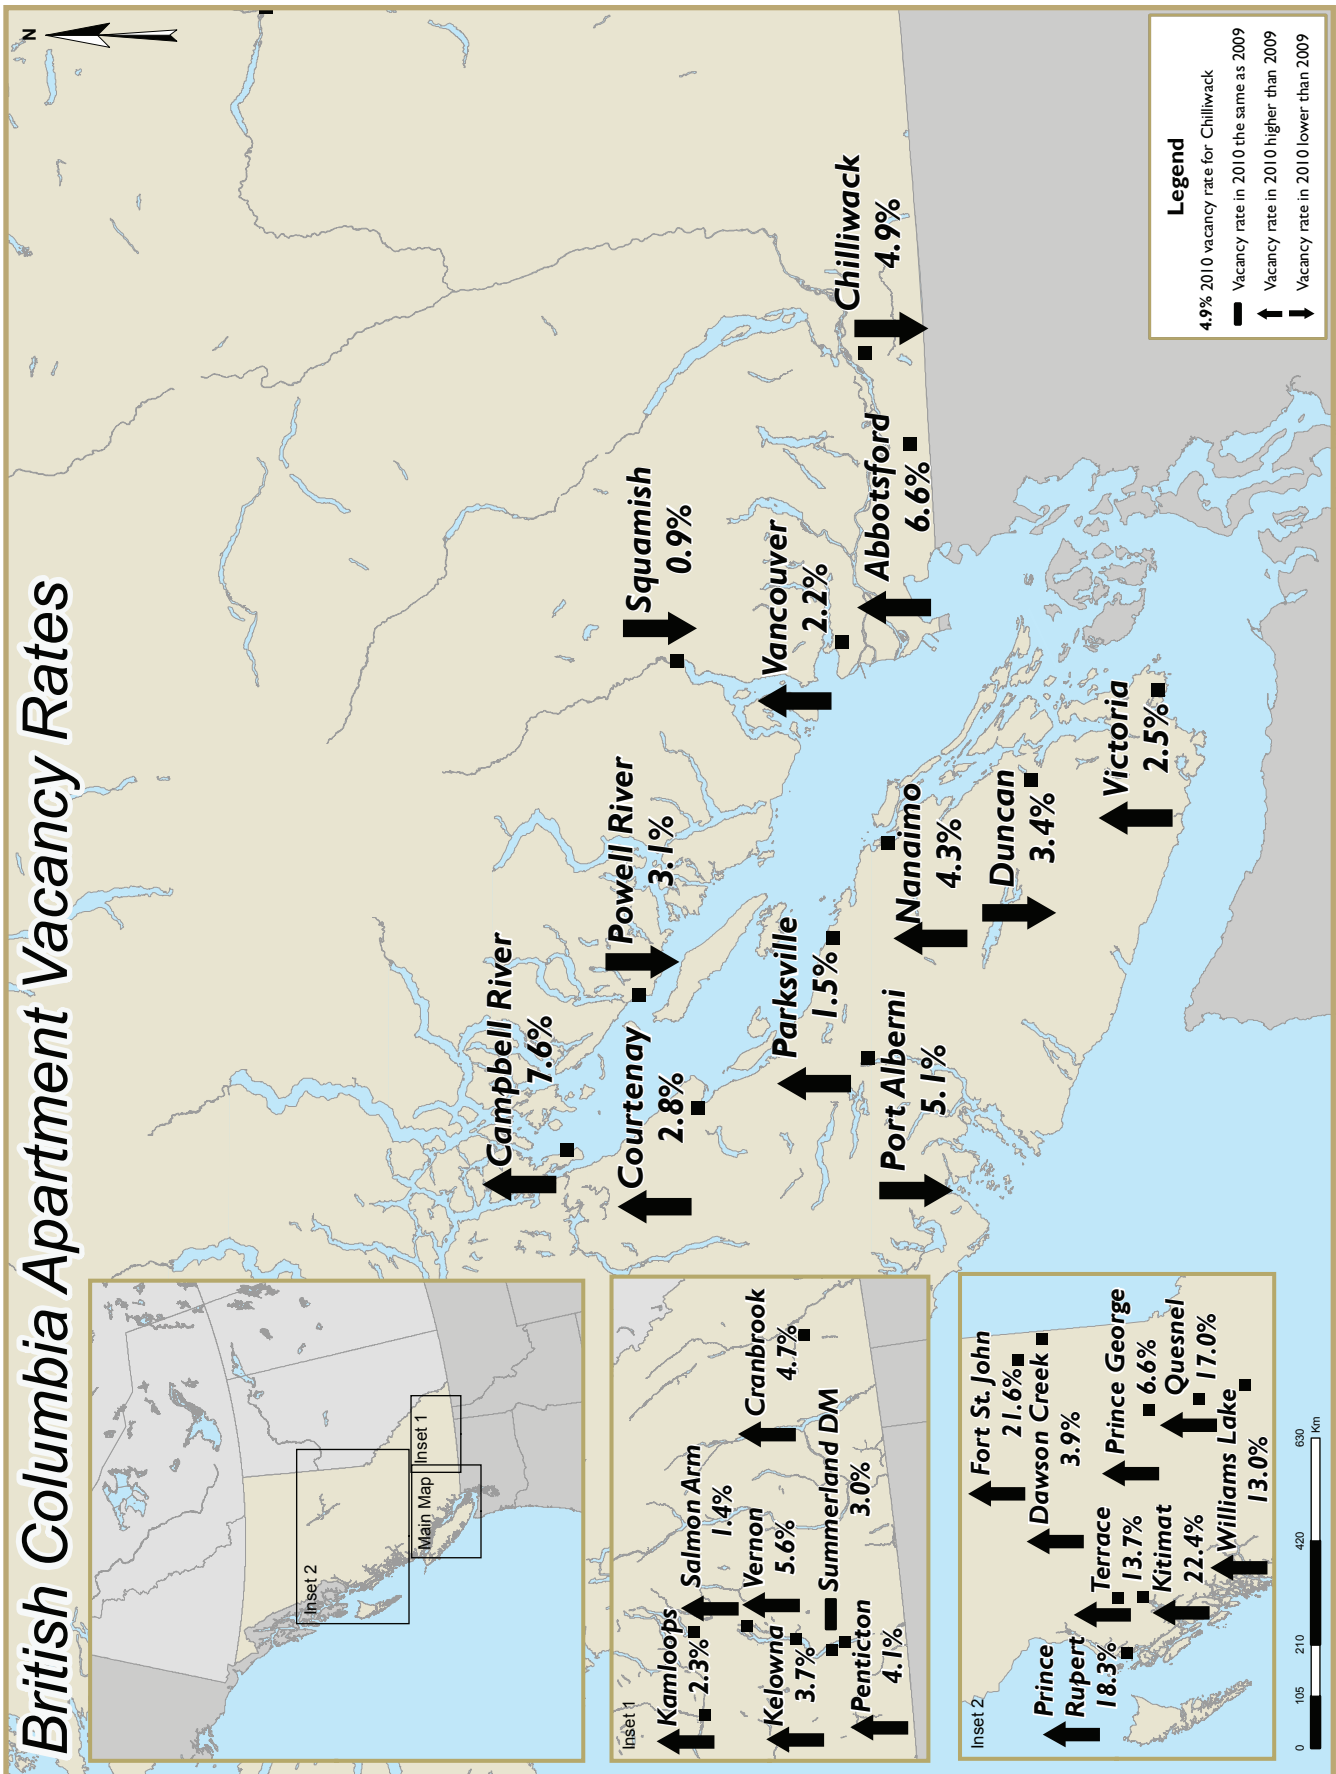 British Columbia Apartment Vacancy Rates
N
Campbell River
7.6%
Courtenay
2.8%
Powell River
3.1%
Squamish
0.9%
Vancouver
2.2%
Chilliwack
4.9%
Abbotsford
6.6%
Parksville
1.5%
Port Alberni
5.1%
Nanaimo
4.3%
Duncan
3.4%
Victoria
2.5%
Inset 2
Main Map
Inset 1
Inset 1
Kamloops
2.3%
Salmon Arm
1.4%
Cranbrook
4.7%
Vernon
5.6%
Kelowna
3.7%
Summerland DM
3.0%
Penticton
4.1%
Inset 2
Fort St. John
21.6%
Dawson Creek
3.9%
Prince
Rupert
18.3%
Terrace
13.7%
Prince George
6.6%
Kitimat
22.4%
Quesnel
17.0%
Williams Lake
13.0%
0 105 210 420 630
Km
Legend
4.9% 2010 vacancy rate for Chilliwack
Vacancy rate in 2010 the same as 2009
Vacancy rate in 2010 higher than 2009
Vacancy rate in 2010 lower than 2009